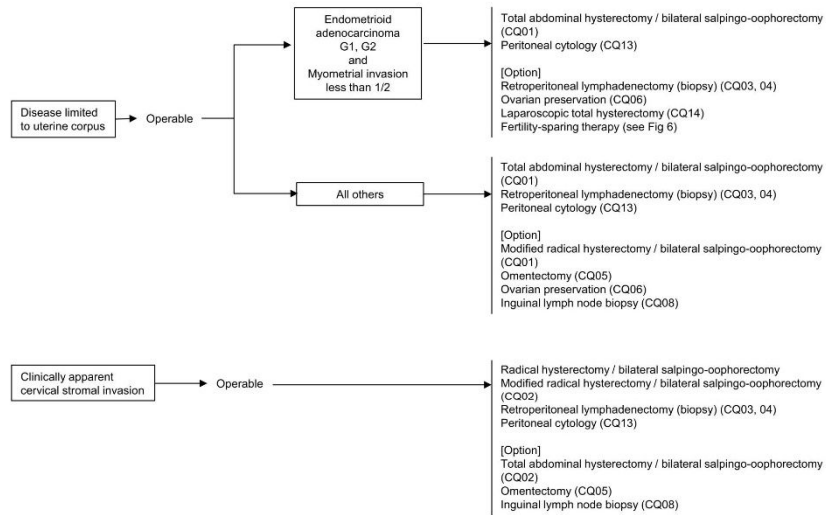 Disease limited
to uterine corpus
Operable
Endometrioid
adenocarcinoma
G1, G2
and
Myometrial invasion
less than 1/2
Total abdominal hysterectomy / bilateral salpingo-oophorectomy
(CQ01)
Peritoneal cytology (CQ13)
[Option]
Retroperitoneal lymphadenectomy (biopsy) (CQ03, 04)
Ovarian preservation (CQ06)
Laparoscopic total hysterectomy (CQ14)
Fertility-sparing therapy (see Fig 6)
All others
Total abdominal hysterectomy / bilateral salpingo-oophorectomy
(CQ01)
Retroperitoneal lymphadenectomy (biopsy) (CQ03, 04)
Peritoneal cytology (CQ13)
[Option]
Modified radical hysterectomy / bilateral salpingo-oophorectomy
(CQ01)
Omentectomy (CQ05)
Ovarian preservation (CQ06)
Inguinal lymph node biopsy (CQ08)
Clinically apparent
cervical stromal invasion
Operable
Radical hysterectomy / bilateral salpingo-oophorectomy
Modified radical hysterectomy / bilateral salpingo-oophorectomy
(CQ02)
Retroperitoneal lymphadenectomy (biopsy) (CQ03, 04)
Peritoneal cytology (CQ13)
[Option]
Total abdominal hysterectomy / bilateral salpingo-oophorectomy
(CQ02)
Omentectomy (CQ05)
Inguinal lymph node biopsy (CQ08)